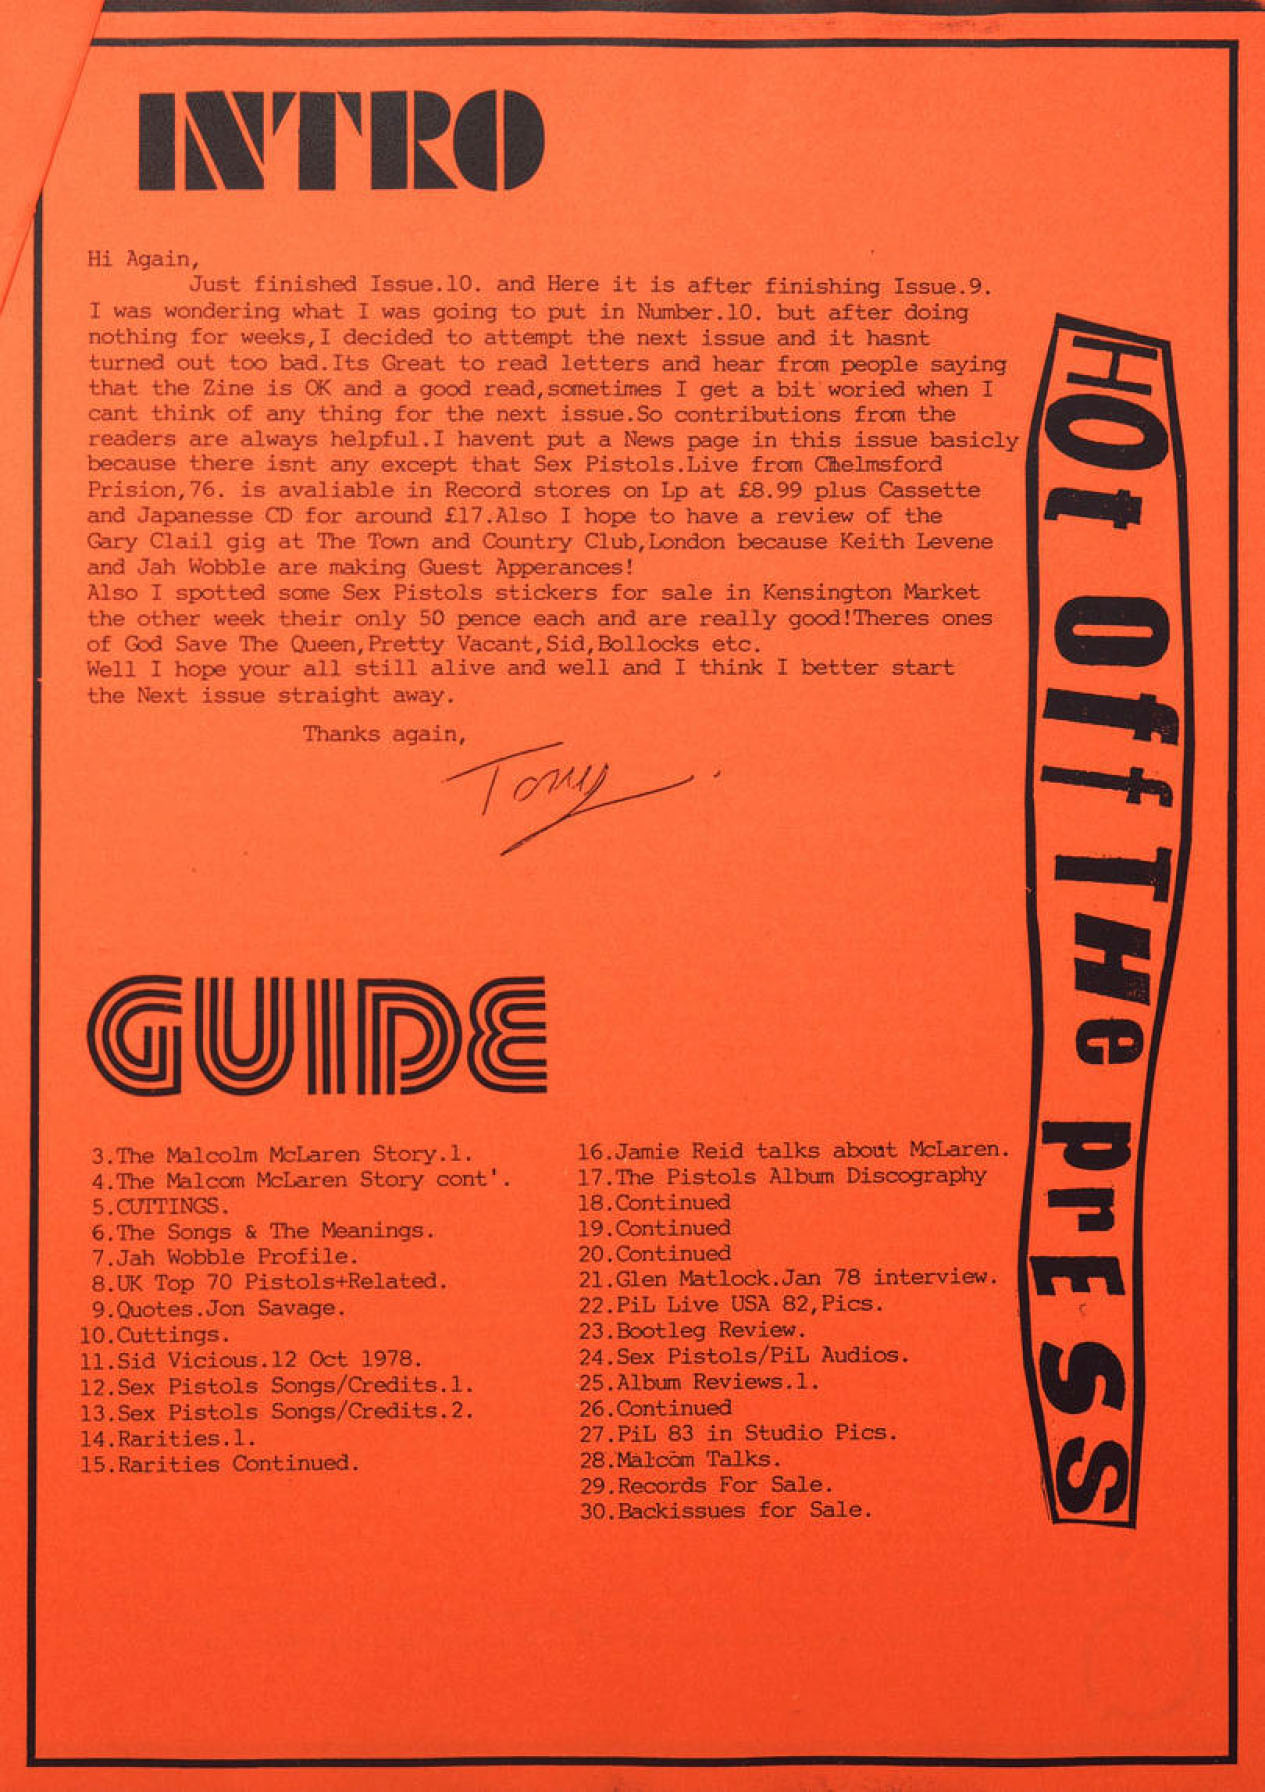 INTRO
Hi Again,
Just finished Issue.10. and Here it is after finishing Issue.9.
I was wondering what I was going to put in Number.10. but after doing
nothing for weeks,I decided to attempt the next issue and it hasnt
turned out too bad.Its Great to read letters and hear from people saying
that the Zine is OK and a good read,sometimes I get a bit woried when I
cant think of any thing for the next issue.So contributions from the
readers are always helpful.I havent put a News page in this issue basicly
because there isnt any except that Sex Pistols.Live from Chelmsford
Prision,76. is avaliable in Record stores on Lp at £8.99 plus Cassette
and Japanesse CD for around £17.Also I hope to have a review of the
Gary Clail gig at The Town and Country Club,London because Keith Levene
and Jah Wobble are making Guest Apperances!
Also I spotted some Sex Pistols stickers for sale in Kensington Market
the other week their only 50 pence each and are really good!Theres ones
of God Save The Queen,Pretty Vacant,Sid,Bollocks etc.
Well I hope your all still alive and well and I think I better start
the Next issue straight away.
Thanks again,
Tony
HOt OffTHe prESS
GUIDE
3.The Malcolm McLaren Story.1.
4.The Malcom McLaren Story cont'.
5.CUTTINGS.
6.The Songs & The Meanings.
7.Jah Wobble Profile.
8.UK Top 70 Pistols+Related.
9.Quotes.Jon Savage.
10.Cuttings.
11.Sid Vicious.12 Oct 1978.
12.Sex Pistols Songs/Credits.1.
13.Sex Pistols Songs/Credits.2.
14.Rarities.1.
15.Rarities Continued.
16.Jamie Reid talks about McLaren.
17.The Pistols Album Discography
18.Continued
19.Continued
20.Continued
21.Glen Matlock.Jan 78 interview.
22.PiL Live USA 82,Pics.
23.Bootleg Review.
24.Sex Pistols/PiL Audios.
25.Album Reviews.1.
26.Continued
27.PiL 83 in Studio Pics.
28.Malcom Talks.
29.Records For Sale.
30.Backissues for Sale.